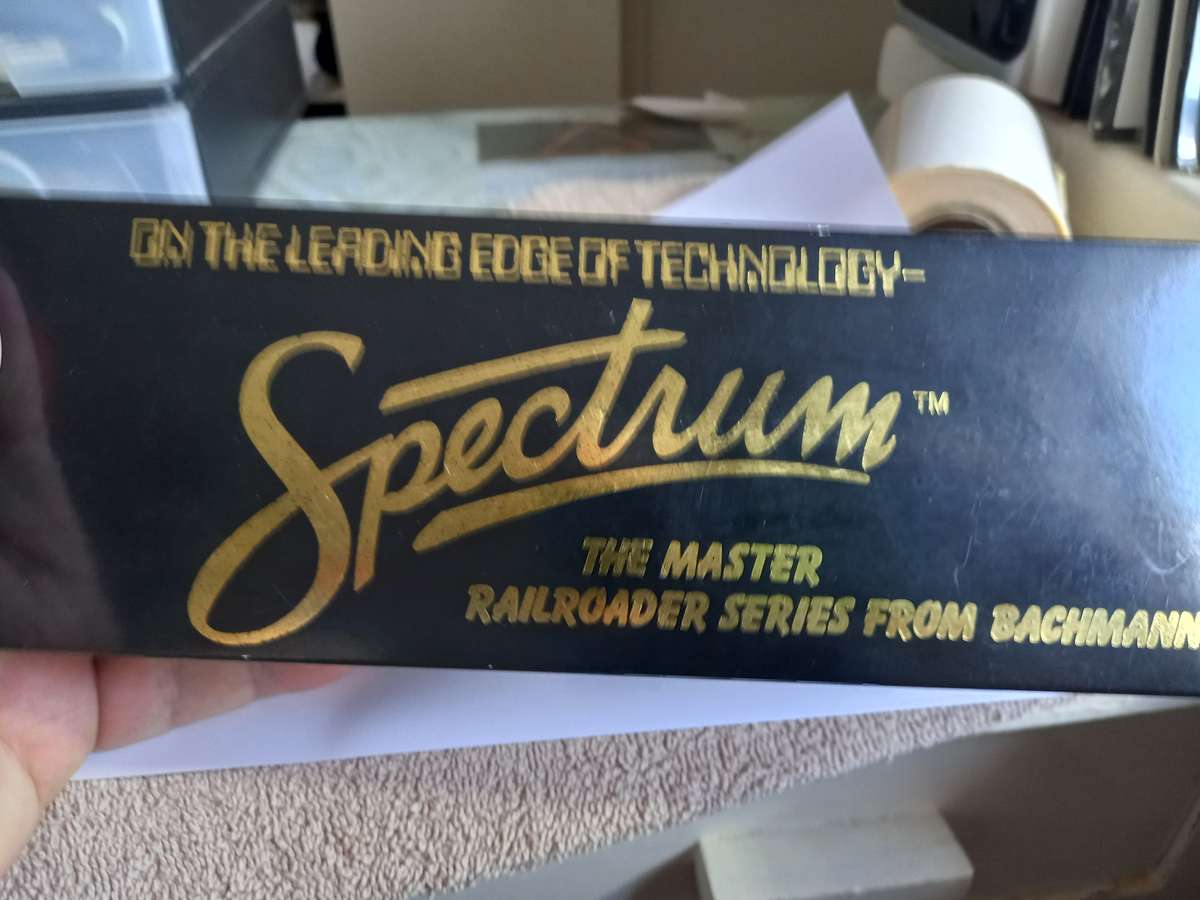 ON THE LEADING EDGE OF TECHNOLOGY-
Spectrum™
THE MASTER
RAILROADER SERIES FROM BACHMANN